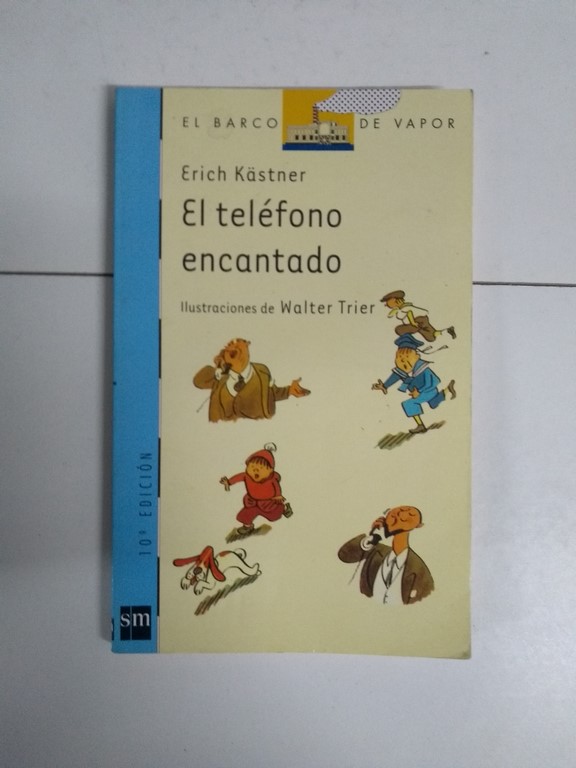 EL BARCO DE VAPOR
Erich Kästner
El teléfono
encantado
Ilustraciones de Walter Trier
10ª EDICIÓN
sm